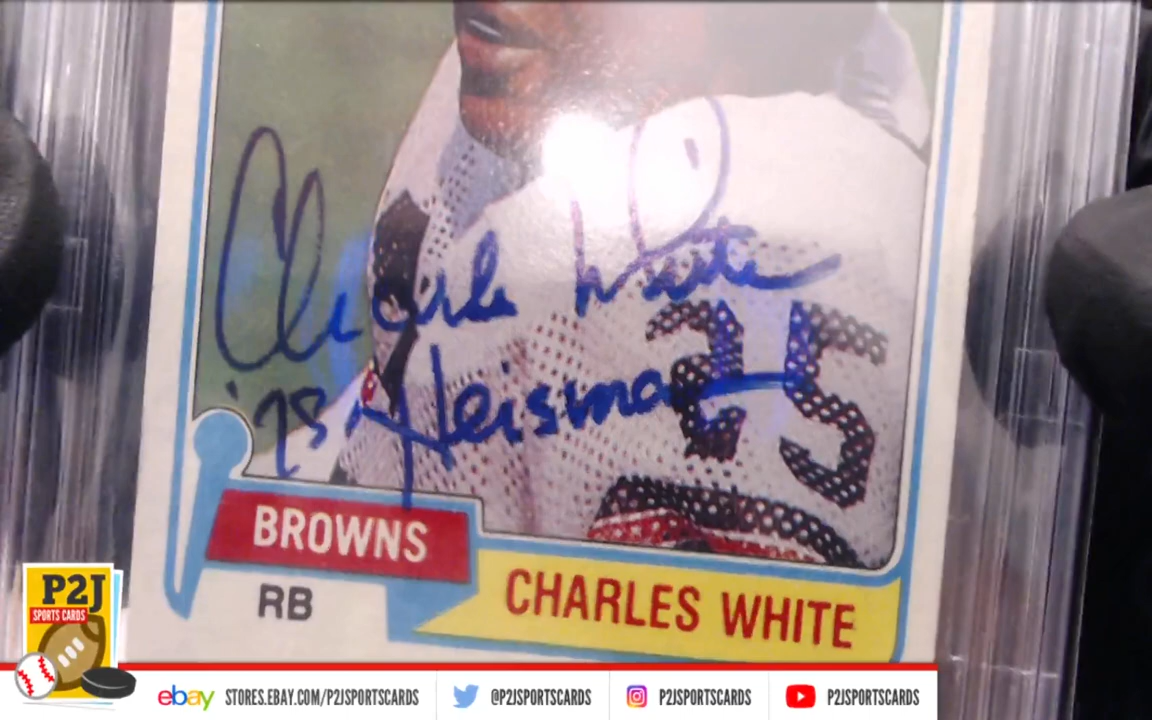 Charles White
'79 Heisman
25
BROWNS
RB
CHARLES WHITE
P2J
SPORTS CARDS
ebay STORES.EBAY.COM/P2JSPORTSCARDS
@P2JSPORTSCARDS
P2JSPORTSCARDS
P2JSPORTSCARDS